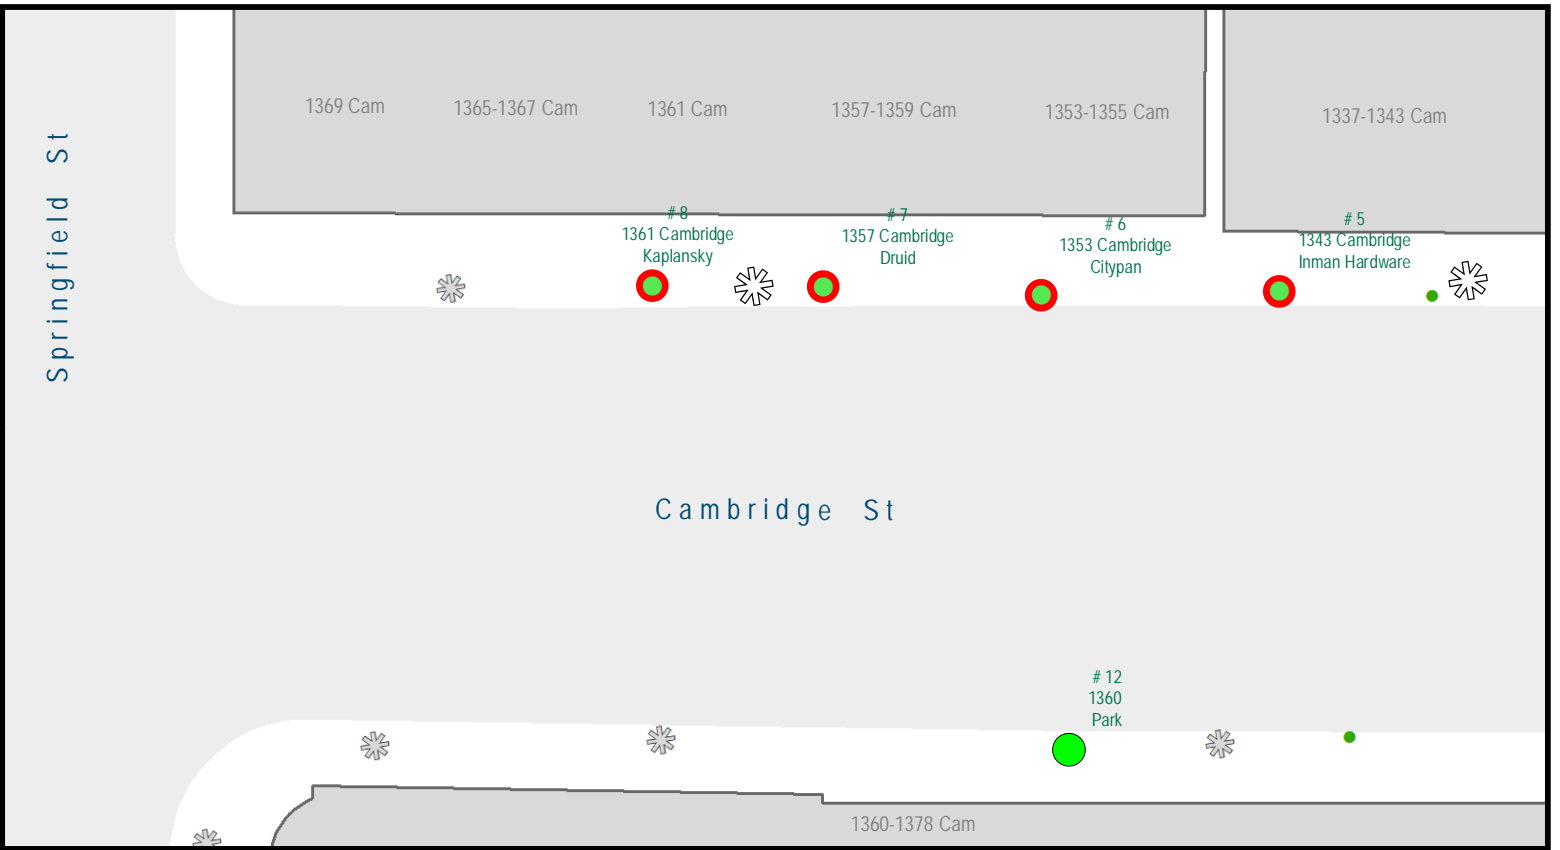 1369 Cam
1365-1367 Cam
1361 Cam
1357-1359 Cam
1353-1355 Cam
1337-1343 Cam
Springfield St
# 8
1361 Cambridge
Kaplansky
# 7
1357 Cambridge
Druid
# 6
1353 Cambridge
Citypan
# 5
1343 Cambridge
Inman Hardware
Cambridge St
# 12
1360
Park
1360-1378 Cam